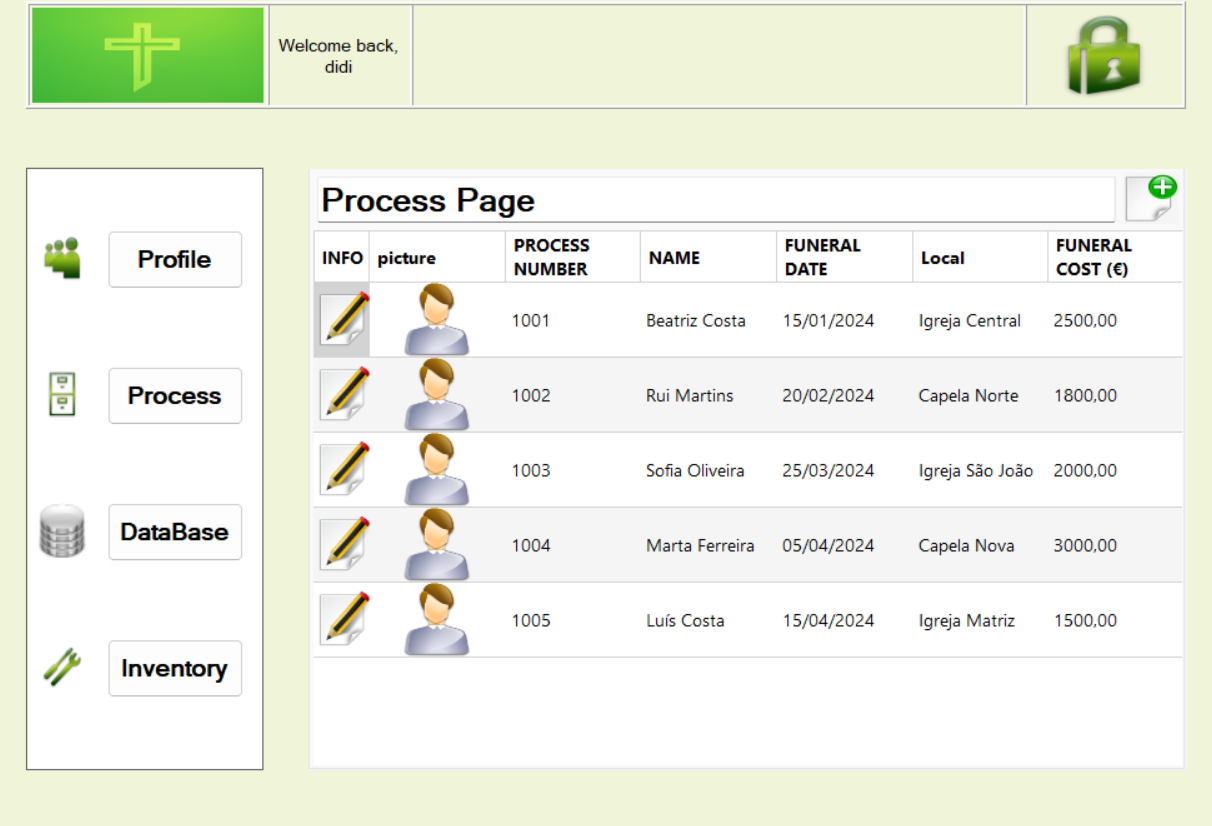 Welcome back,
didi
Process Page
Profile
Process
DataBase
Inventory
INFO picture PROCESS NUMBER NAME FUNERAL DATE Local FUNERAL COST (€)
1001 Beatriz Costa 15/01/2024 Igreja Central 2500,00
1002 Rui Martins 20/02/2024 Capela Norte 1800,00
1003 Sofia Oliveira 25/03/2024 Igreja São João 2000,00
1004 Marta Ferreira 05/04/2024 Capela Nova 3000,00
1005 Luís Costa 15/04/2024 Igreja Matriz 1500,00